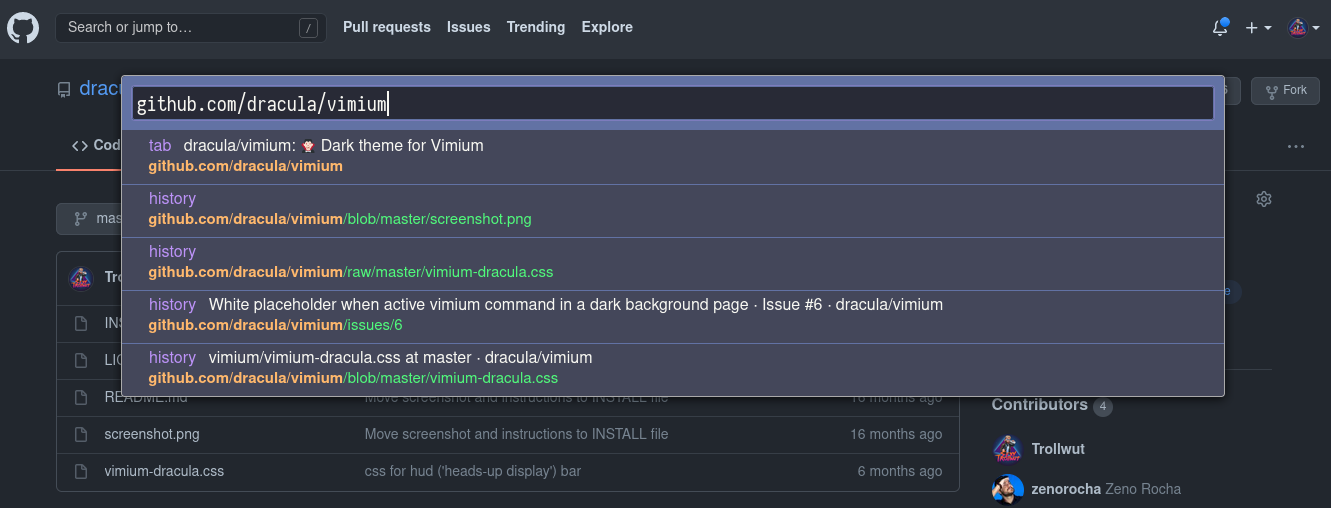 Search or jump to… /
Pull requests Issues Trending Explore
dracu
github.com/dracula/vimium
Fork
tab dracula/vimium: 🧛🏻 Dark theme for Vimium
github.com/dracula/vimium
Cod
history
github.com/dracula/vimium/blob/master/screenshot.png
mas
history
github.com/dracula/vimium/raw/master/vimium-dracula.css
Tr
history White placeholder when active vimium command in a dark background page · Issue #6 · dracula/vimium
github.com/dracula/vimium/issues/6
INS
history vimium/vimium-dracula.css at master · dracula/vimium
github.com/dracula/vimium/blob/master/vimium-dracula.css
LIC
README.md Move screenshot and instructions to INSTALL file 16 months ago
Contributors 4
screenshot.png Move screenshot and instructions to INSTALL file 16 months ago
Trollwut
vimium-dracula.css css for hud ('heads-up display') bar 6 months ago
zenorocha Zeno Rocha